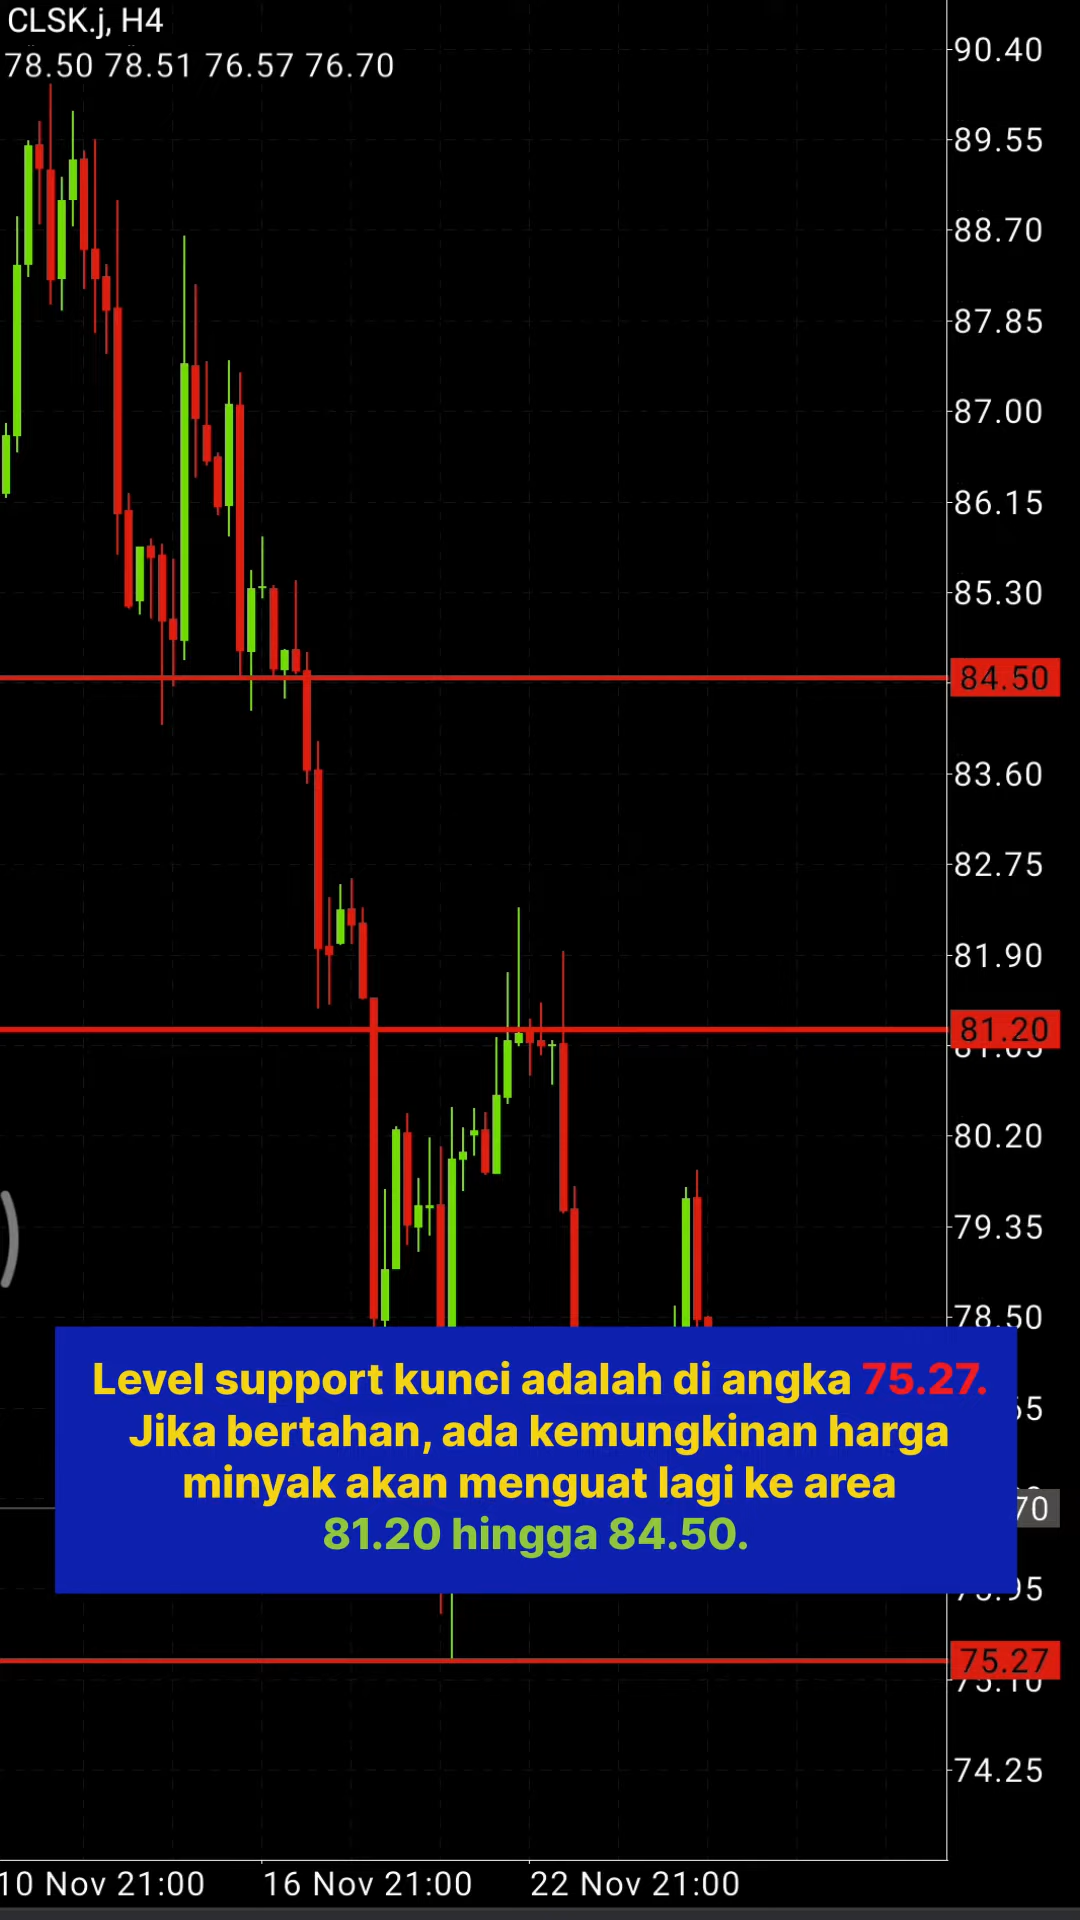 CLSK.j, H4
78.50 78.51 76.57 76.70
90.40
89.55
88.70
87.85
87.00
86.15
85.30
84.50
83.60
82.75
81.90
81.20
80.20
79.35
78.50
Level support kunci adalah di angka 75.27.
Jika bertahan, ada kemungkinan harga
minyak akan menguat lagi ke area
81.20 hingga 84.50.
75.27
74.25
10 Nov 21:00
16 Nov 21:00
22 Nov 21:00